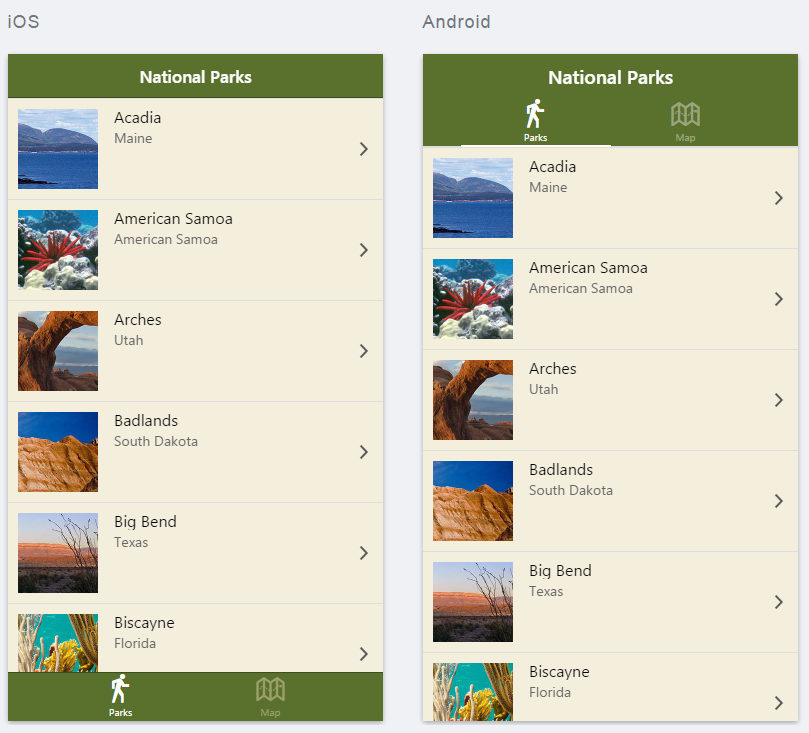 iOS
National Parks
Acadia
Maine
American Samoa
American Samoa
Arches
Utah
Badlands
South Dakota
Big Bend
Texas
Biscayne
Florida
Parks
Map
Android
National Parks
Parks
Map
Acadia
Maine
American Samoa
American Samoa
Arches
Utah
Badlands
South Dakota
Big Bend
Texas
Biscayne
Florida